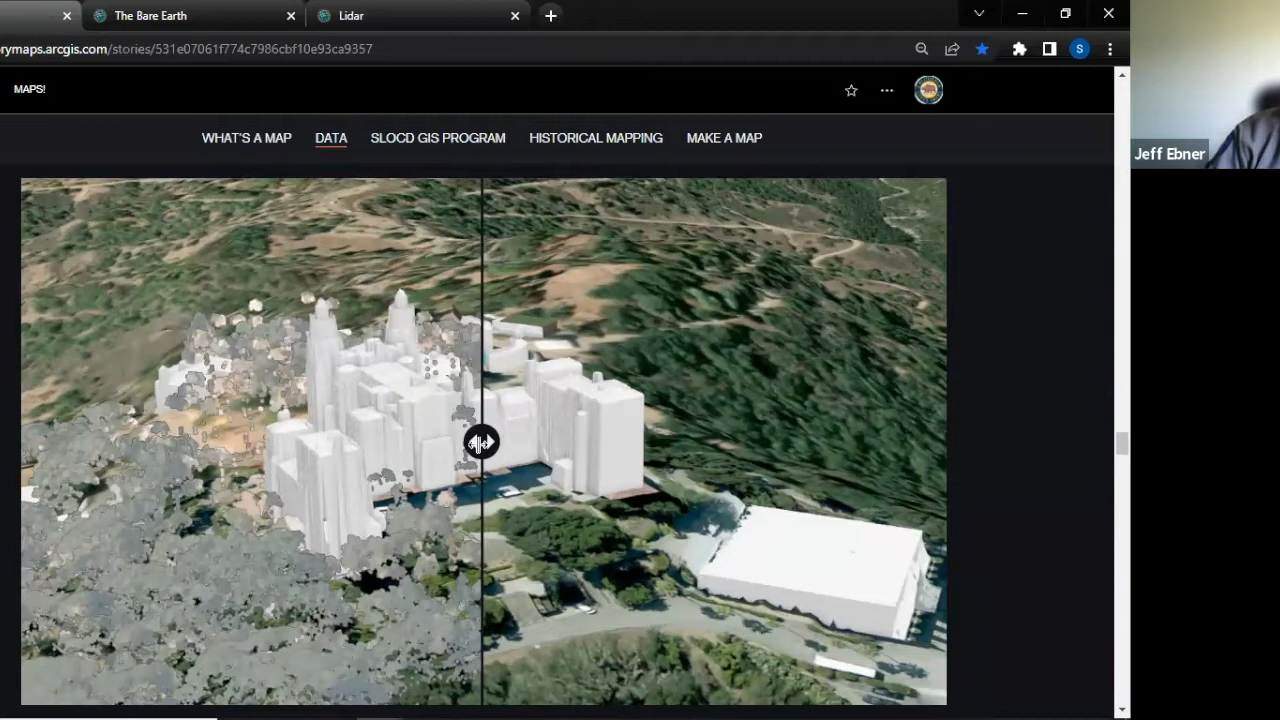 The Bare Earth
Lidar
rymaps.arcgis.com/stories/531e07061f774c7986cbf10e93ca9357
S
MAPS!
WHAT'S A MAP DATA SLOCD GIS PROGRAM HISTORICAL MAPPING MAKE A MAP
Jeff Ebner